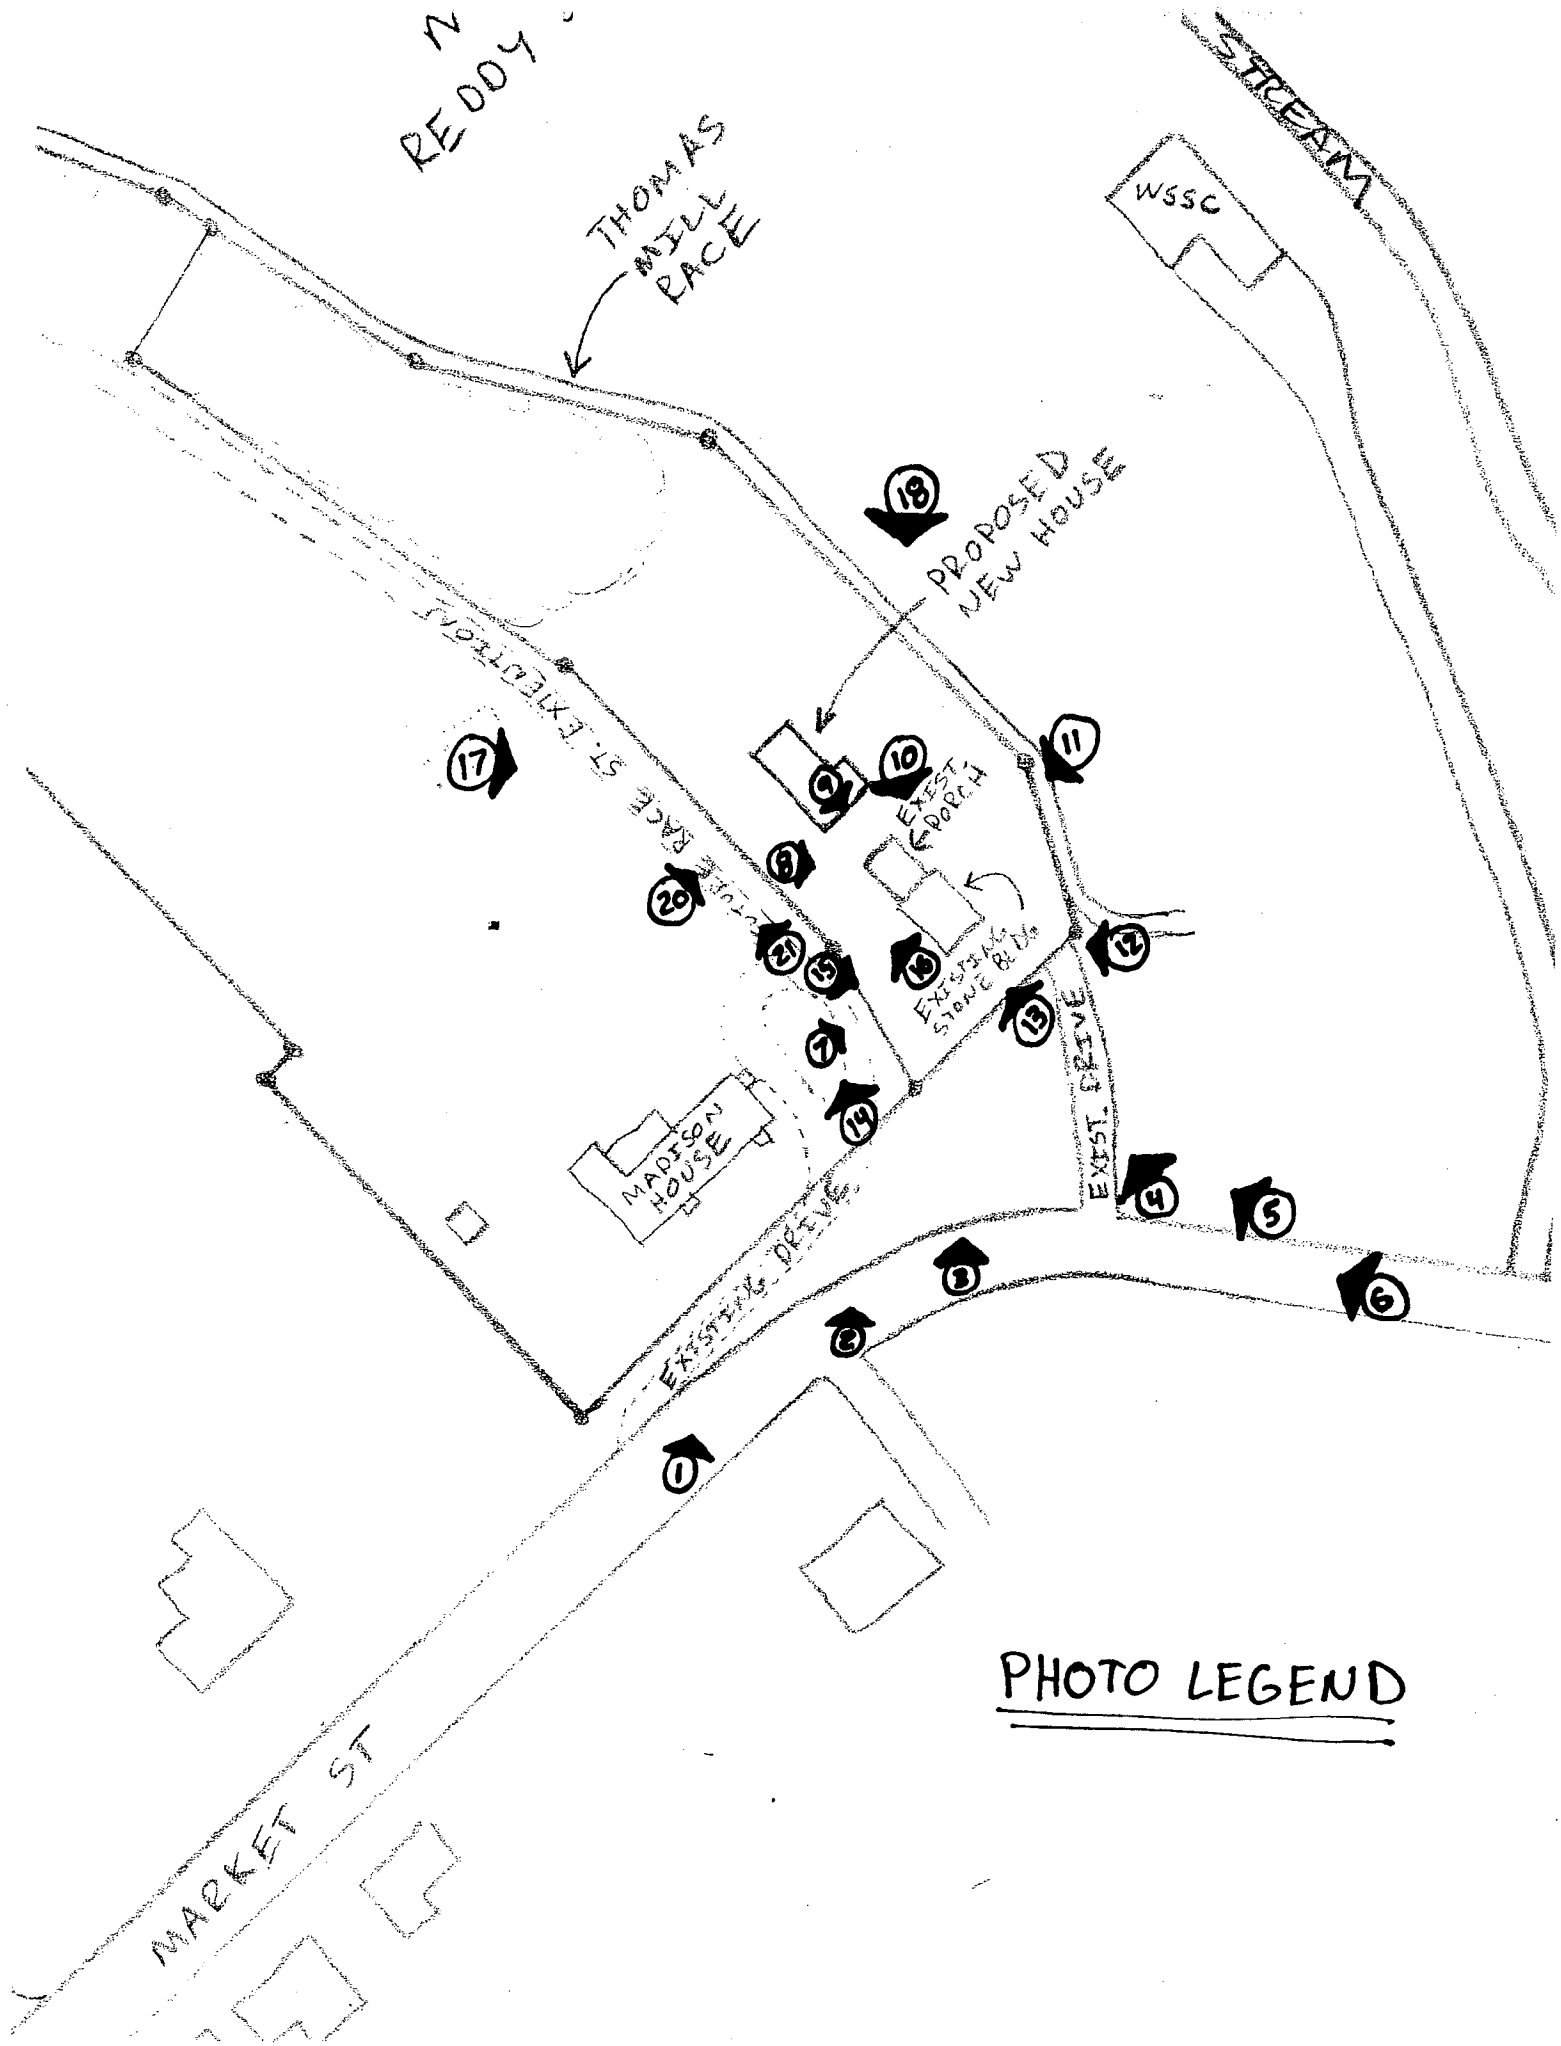 N
REDDY
STREAM
THOMAS
MILL
RACE
WSSC
18
PROPOSED
NEW HOUSE
FUTURE RACE ST. EXTENTION
17
11
10
9
EXIST.
PORCH
8
20
21
15
16
EXISTING
STONE BLDG.
12
13
7
14
EXIST. DRIVE
MADISON
HOUSE
4
5
3
6
EXISTING DRIVE
2
1
PHOTO LEGEND
MARKET ST